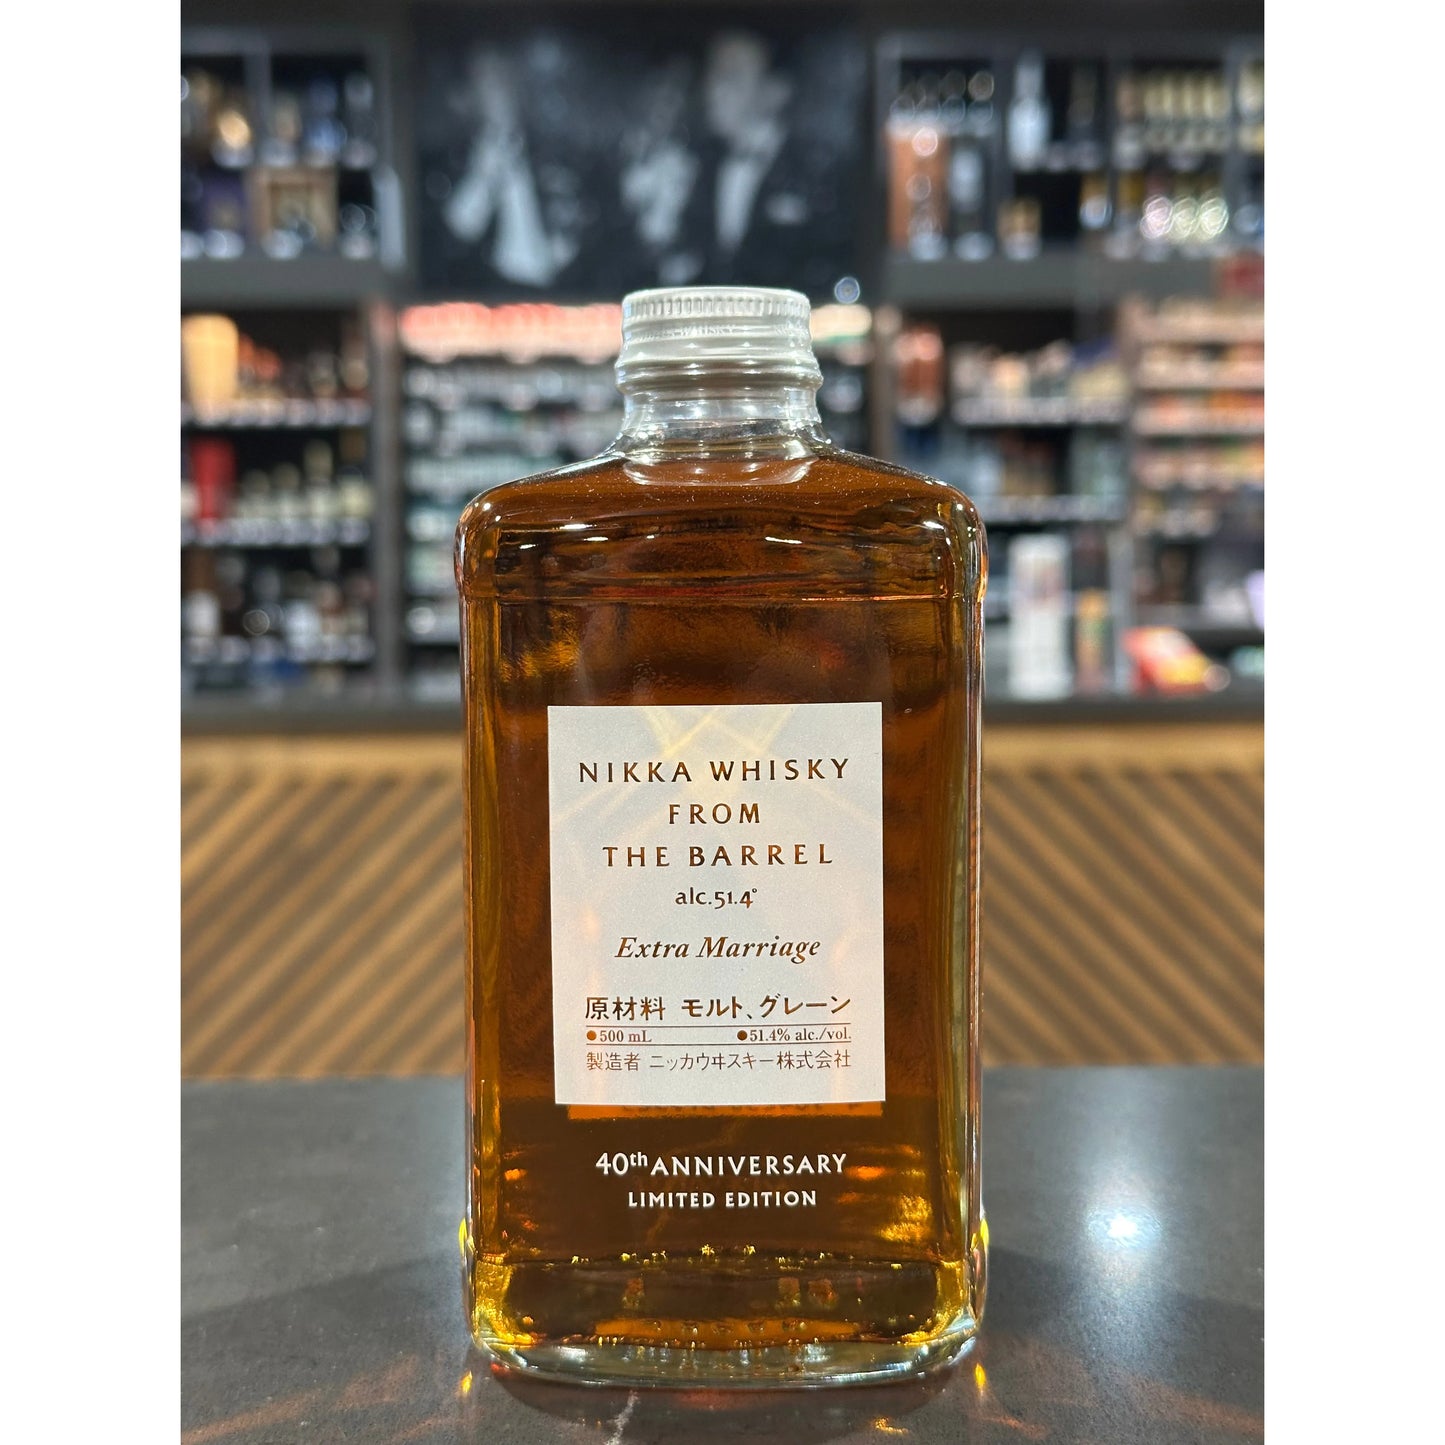 NIKKA WHISKY
FROM
THE BARREL
alc.51.4°
Extra Marriage
原材料 モルト、グレーン
●500 mL ●51.4% alc./vol.
製造者 ニッカウヰスキー株式会社
40th ANNIVERSARY
LIMITED EDITION